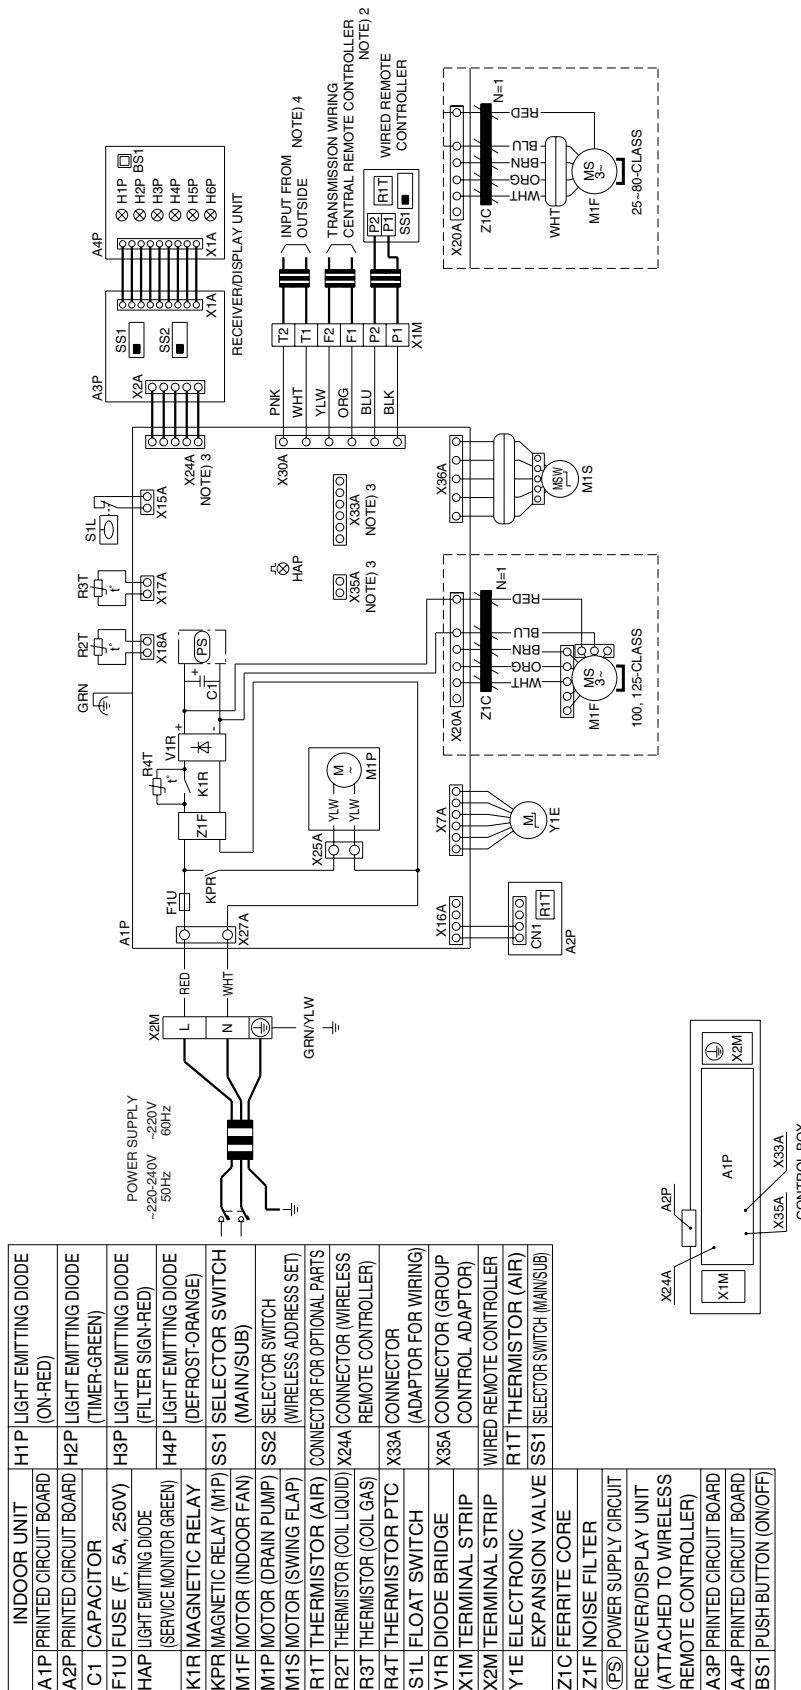 A4P
BS1
H1P
H2P
H3P
H4P
H5P
H6P
X1A
RECEIVER/DISPLAY UNIT
A3P
SS1
SS2
X1A
X2A
INPUT FROM
OUTSIDE
NOTE) 4
TRANSMISSION WIRING
CENTRAL REMOTE CONTROLLER
NOTE) 2
WIRED REMOTE
CONTROLLER
P2
P1
R1T
SS1
T2
T1
F2
F1
P2
P1
X1M
PNK
WHT
YLW
ORG
BLU
BLK
X20A
Z1C
N=1
RED
BLU
BRN
ORG
WHT
WHT
MS
3~
M1F
25~80-CLASS
X24A
NOTE) 3
X30A
S1L
X15A
R3T
t°
X17A
R2T
t°
X18A
GRN
HAP
X33A
NOTE) 3
X35A
NOTE) 3
X36A
MSW
M1S
PS
+
C1
V1R
+
-
R4T
t°
K1R
Z1F
F1U
KPR
X27A
A1P
X25A
YLW
YLW
M
~
M1P
X20A
Z1C
N=1
RED
BLU
BRN
ORG
WHT
MS
3~
M1F
100, 125-CLASS
X7A
M
Y1E
X16A
CN1
R1T
A2P
RED
WHT
X2M
L
N
GRN/YLW
POWER SUPPLY
~220-240V ~220V
50Hz 60Hz
A2P
X24A
X1M
A1P
X2M
X35A
X33A
CONTROL BOX
INDOOR UNIT
A1P PRINTED CIRCUIT BOARD
A2P PRINTED CIRCUIT BOARD
C1 CAPACITOR
F1U FUSE (F, 5A, 250V)
HAP LIGHT EMITTING DIODE
(SERVICE MONITOR GREEN)
K1R MAGNETIC RELAY
KPR MAGNETIC RELAY (M1P)
M1F MOTOR (INDOOR FAN)
M1P MOTOR (DRAIN PUMP)
M1S MOTOR (SWING FLAP)
R1T THERMISTOR (AIR)
R2T THERMISTOR (COIL LIQUID)
R3T THERMISTOR (COIL GAS)
R4T THERMISTOR PTC
S1L FLOAT SWITCH
V1R DIODE BRIDGE
X1M TERMINAL STRIP
X2M TERMINAL STRIP
Y1E ELECTRONIC
EXPANSION VALVE
Z1C FERRITE CORE
Z1F NOISE FILTER
PS POWER SUPPLY CIRCUIT
RECEIVER/DISPLAY UNIT
(ATTACHED TO WIRELESS
REMOTE CONTROLLER)
A3P PRINTED CIRCUIT BOARD
A4P PRINTED CIRCUIT BOARD
BS1 PUSH BUTTON (ON/OFF)
H1P LIGHT EMITTING DIODE
(ON-RED)
H2P LIGHT EMITTING DIODE
(TIMER-GREEN)
H3P LIGHT EMITTING DIODE
(FILTER SIGN-RED)
H4P LIGHT EMITTING DIODE
(DEFROST-ORANGE)
SS1 SELECTOR SWITCH
(MAIN/SUB)
SS2 SELECTOR SWITCH
(WIRELESS ADDRESS SET)
CONNECTOR FOR OPTIONAL PARTS
X24A CONNECTOR (WIRELESS
REMOTE CONTROLLER)
X33A CONNECTOR
(ADAPTOR FOR WIRING)
X35A CONNECTOR (GROUP
CONTROL ADAPTOR)
WIRED REMOTE CONTROLLER
R1T THERMISTOR (AIR)
SS1 SELECTOR SWITCH (MAIN/SUB)